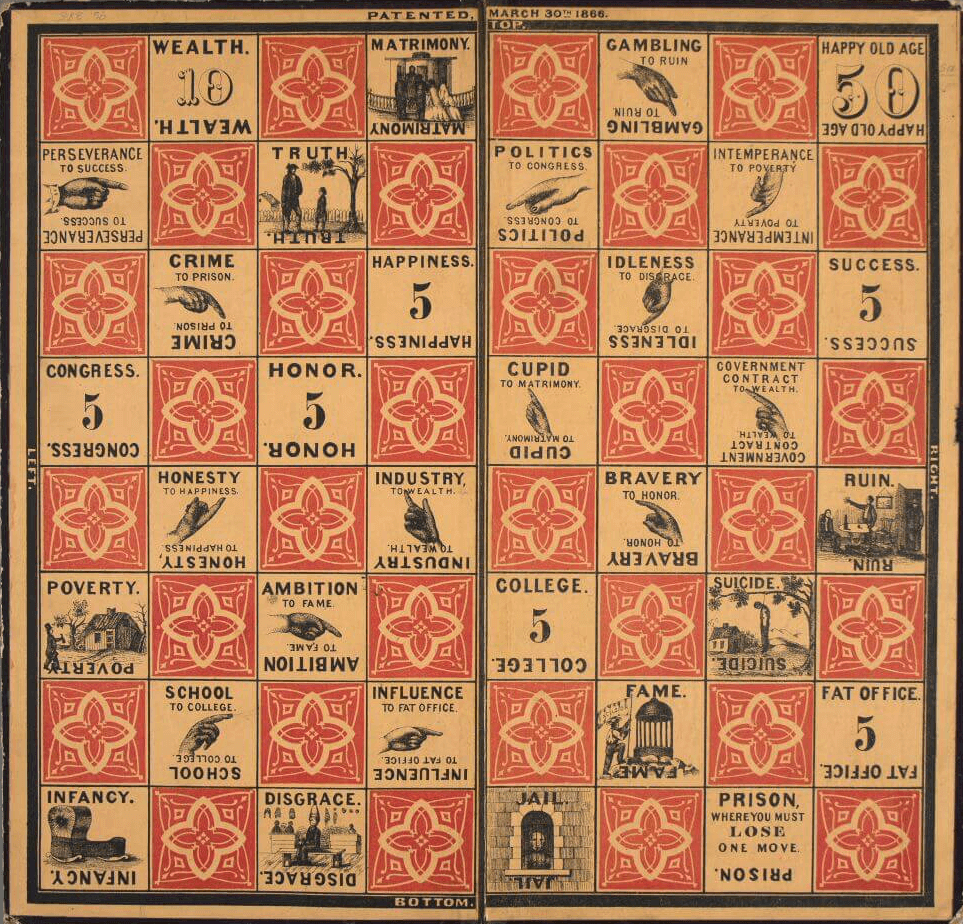 PATENTED, MARCH 30TH 1866.
TOP.
WEALTH.
10
WEALTH.
MATRIMONY.
MATRIMONY
GAMBLING
TO RUIN
TO RUIN
GAMBLING
HAPPY OLD AGE
50
HAPPY OLD AGE
PERSEVERANCE
TO SUCCESS.
TO SUCCESS.
PERSEVERANCE
TRUTH
TRUTH.
POLITICS
TO CONGRESS.
TO CONGRESS
POLITICS
INTEMPERANCE
TO POVERTY
TO POVERTY
INTEMPERANCE
CRIME
TO PRISON.
TO PRISON
CRIME
HAPPINESS.
5
HAPPINESS.
IDLENESS
TO DISGRACE.
TO DISGRACE.
IDLENESS
SUCCESS.
5
SUCCESS.
CONGRESS.
5
CONGRESS.
HONOR.
5
HONOR.
CUPID
TO MATRIMONY.
TO MATRIMONY.
CUPID
GOVERNMENT
CONTRACT
TO WEALTH.
TO WEALTH.
CONTRACT
GOVERNMENT
LEFT.
RIGHT.
HONESTY
TO HAPPINESS.
TO HAPPINESS
HONESTY,
INDUSTRY,
TO WEALTH.
TO WEALTH.
INDUSTRY
BRAVERY
TO HONOR.
TO HONOR.
BRAVERY
RUIN.
RUIN.
POVERTY.
POVERTY
AMBITION
TO FAME.
TO FAME.
AMBITION
COLLEGE.
5
COLLEGE.
SUICIDE.
SUICIDE.
SCHOOL
TO COLLEGE.
TO COLLEGE
SCHOOL
INFLUENCE
TO FAT OFFICE.
TO FAT OFFICE.
INFLUENCE
FAME.
FAME.
FAT OFFICE.
5
FAT OFFICE.
INFANCY.
INFANCY.
DISGRACE.
DISGRACE.
JAIL
JAIL.
PRISON,
WHERE YOU MUST
LOSE
ONE MOVE.
PRISON.
BOTTOM.